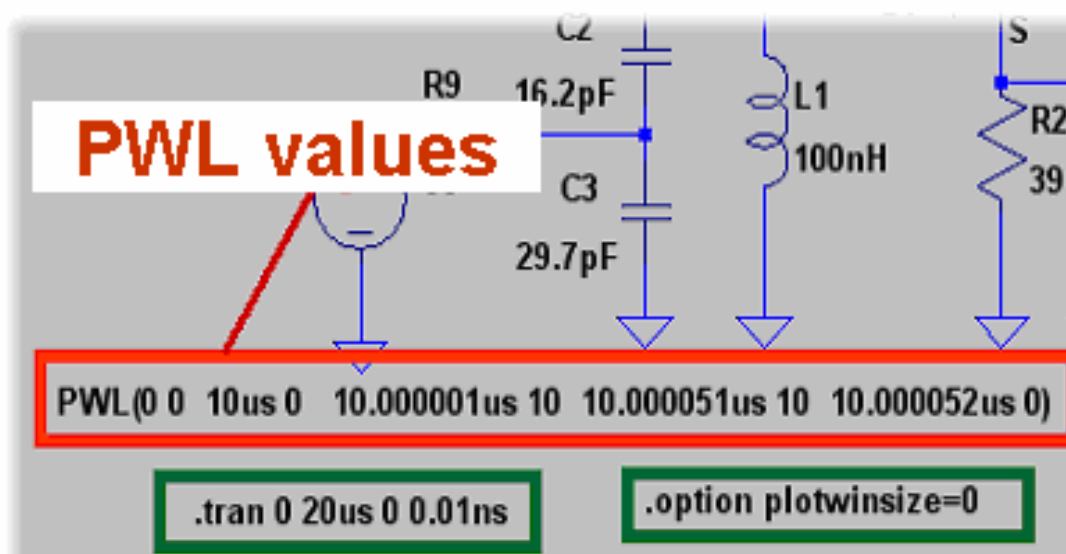 C2
S
R9
16.2pF
L1
R2
PWL values
100nH
39
C3
29.7pF
PWL(0 0 10us 0 10.000001us 10 10.000051us 10 10.000052us 0)
.tran 0 20us 0 0.01ns
.option plotwinsize=0